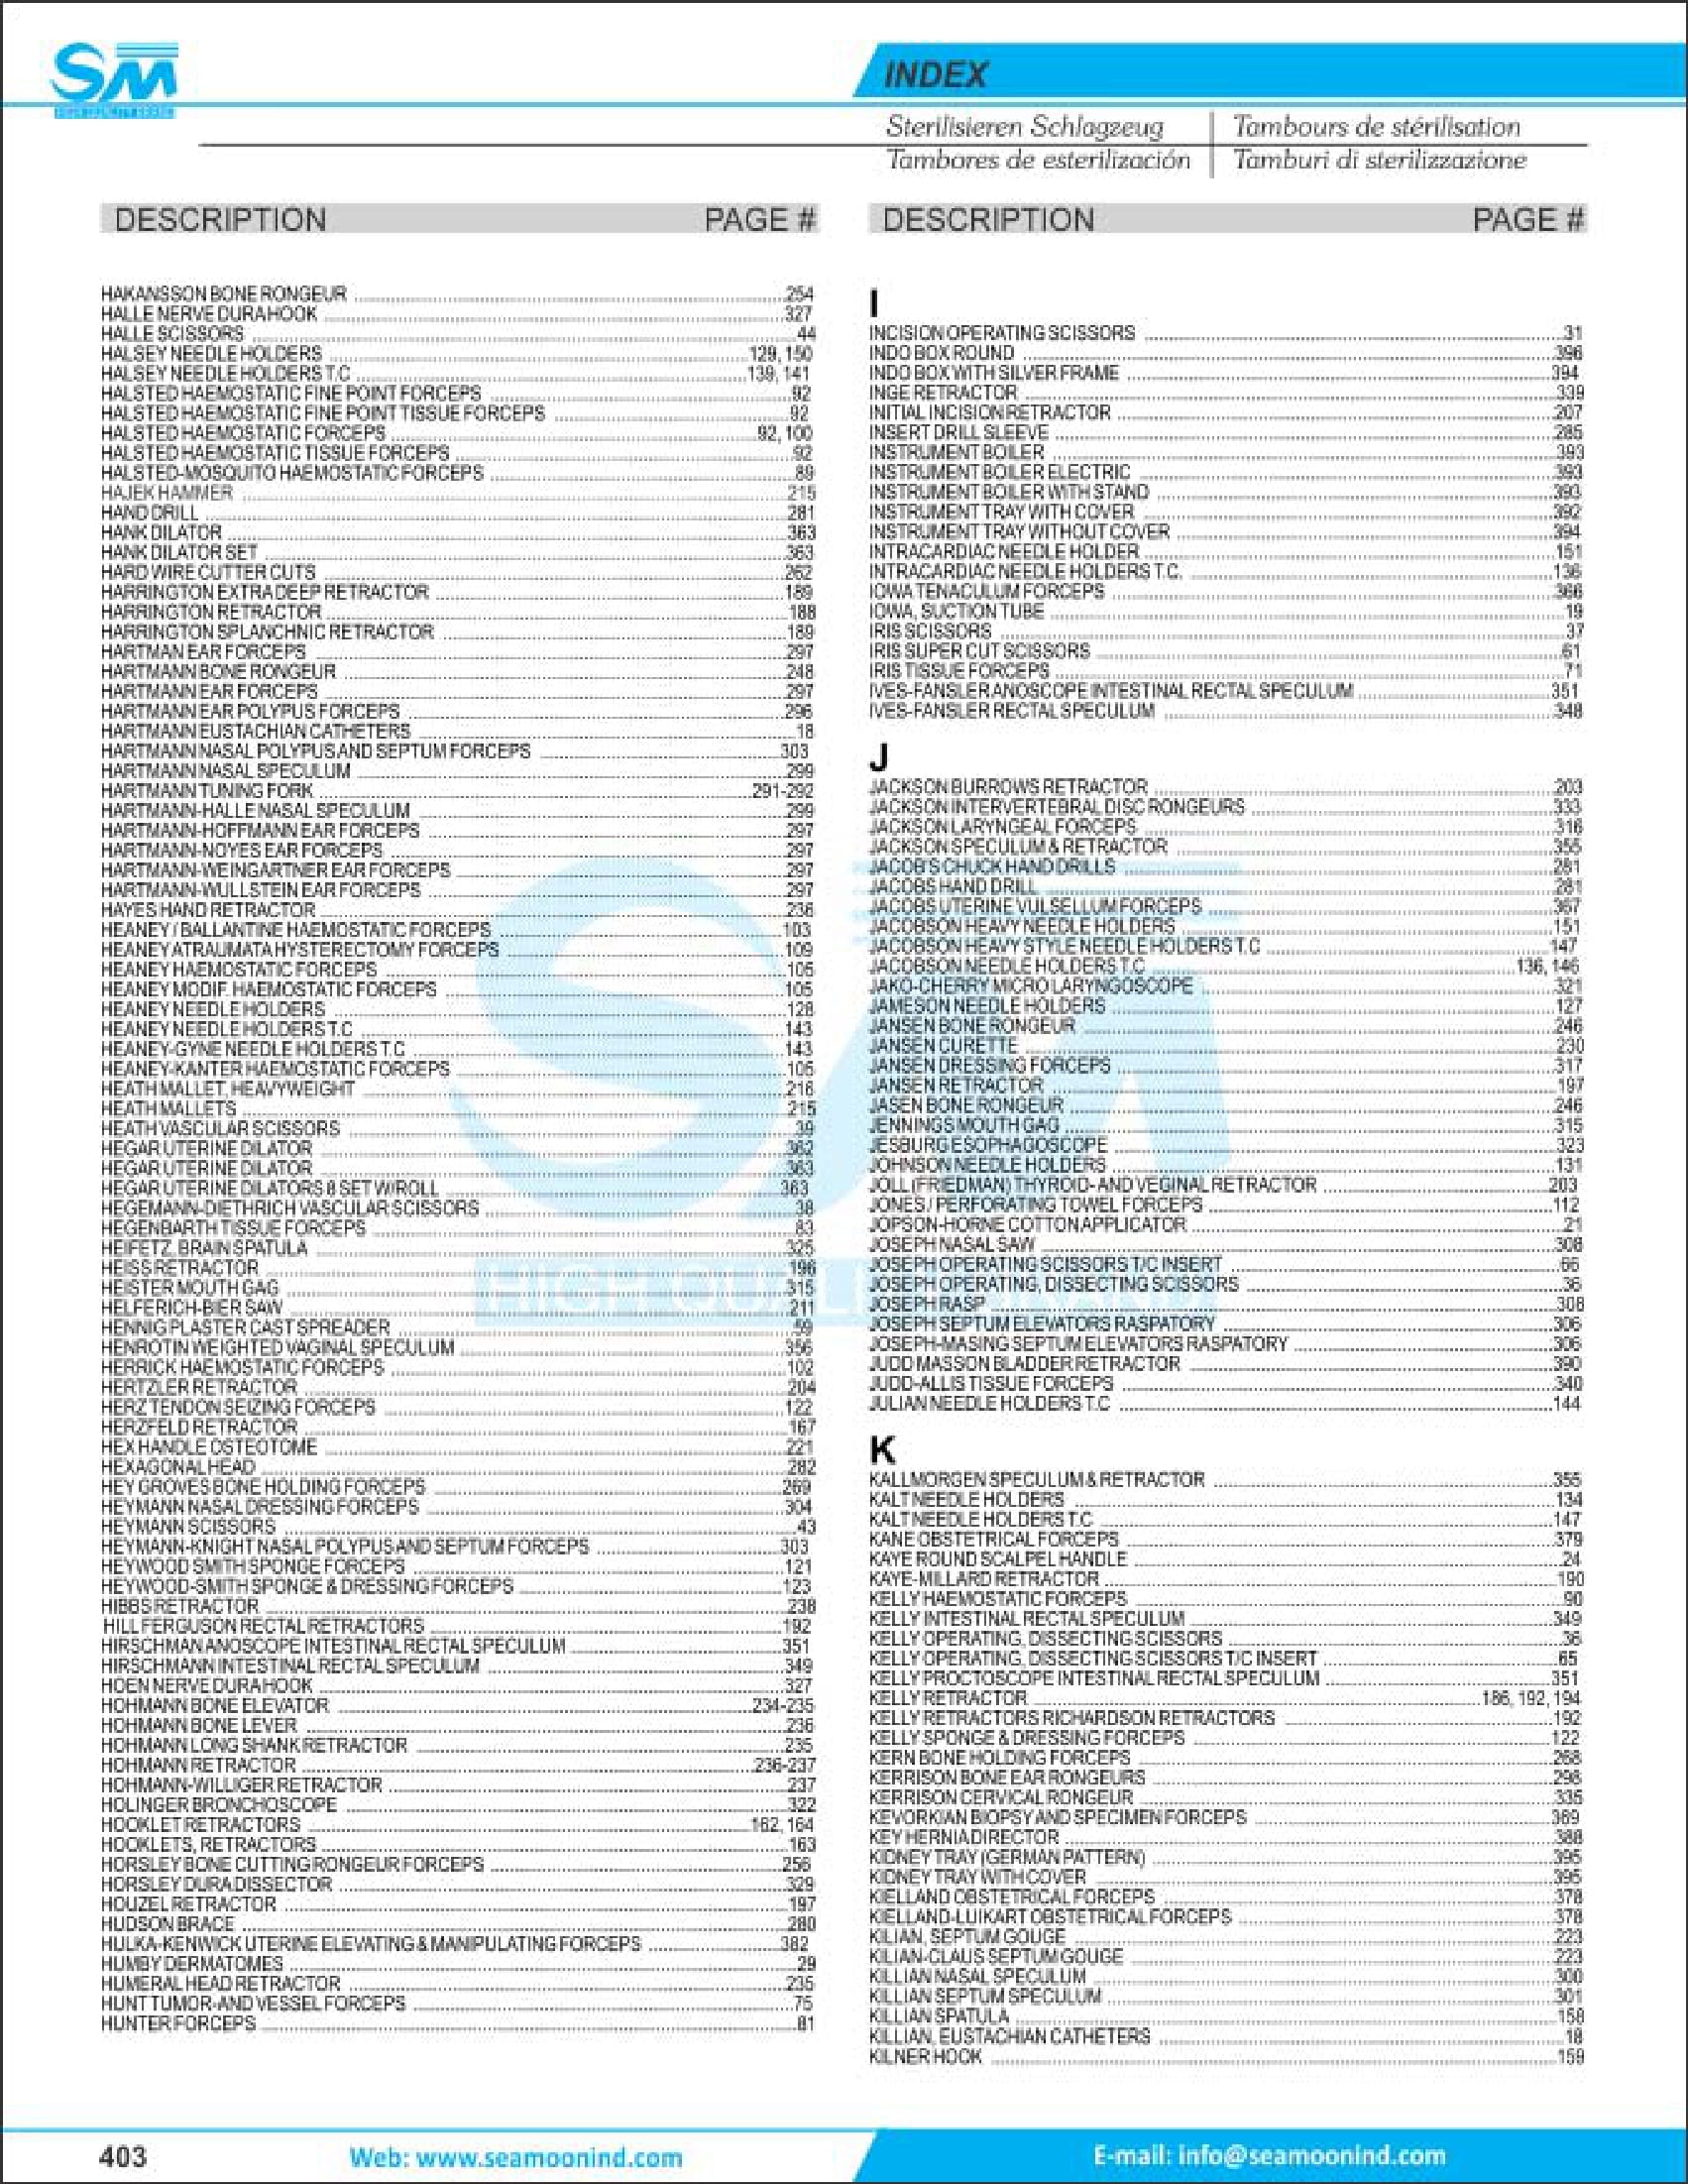 SM
INDEX
Sterilisieren Schlagzeug
Tambours de stérilisation
Tambores de esterilización
Tamburi di sterilizzazione
DESCRIPTION PAGE #
HAKANSSON BONE RONGEUR 254
HALLE NERVE DURA HOOK 327
HALLE SCISSORS 44
HALSEY NEEDLE HOLDERS 129, 150
HALSEY NEEDLE HOLDERS T.C 139, 141
HALSTED HAEMOSTATIC FINE POINT FORCEPS 92
HALSTED HAEMOSTATIC FINE POINT TISSUE FORCEPS 92
HALSTED HAEMOSTATIC FORCEPS 92, 100
HALSTED HAEMOSTATIC TISSUE FORCEPS 92
HALSTED-MOSQUITO HAEMOSTATIC FORCEPS 89
HAJEK HAMMER 215
HAND DRILL 281
HANK DILATOR 363
HANK DILATOR SET 363
HARD WIRE CUTTER CUTS 262
HARRINGTON EXTRA DEEP RETRACTOR 189
HARRINGTON RETRACTOR 188
HARRINGTON SPLANCHNIC RETRACTOR 189
HARTMAN EAR FORCEPS 297
HARTMANN BONE RONGEUR 248
HARTMANN EAR FORCEPS 297
HARTMANN EAR POLYPUS FORCEPS 296
HARTMANN EUSTACHIAN CATHETERS 18
HARTMANN NASAL POLYPUS AND SEPTUM FORCEPS 303
HARTMANN NASAL SPECULUM 299
HARTMANN TUNING FORK 291-292
HARTMANN-HALLE NASAL SPECULUM 299
HARTMANN-HOFFMANN EAR FORCEPS 297
HARTMANN-NOYES EAR FORCEPS 297
HARTMANN-WEINGARTNER EAR FORCEPS 297
HARTMANN-WULLSTEIN EAR FORCEPS 297
HAYES HAND RETRACTOR 238
HEANEY / BALLANTINE HAEMOSTATIC FORCEPS 103
HEANEY ATRAUMATA HYSTERECTOMY FORCEPS 109
HEANEY HAEMOSTATIC FORCEPS 105
HEANEY MODIF. HAEMOSTATIC FORCEPS 105
HEANEY NEEDLE HOLDERS 128
HEANEY NEEDLE HOLDERS T.C 143
HEANEY-GYNE NEEDLE HOLDERS T.C 143
HEANEY-KANTER HAEMOSTATIC FORCEPS 105
HEATH MALLET, HEAVYWEIGHT 216
HEATH MALLETS 215
HEATH VASCULAR SCISSORS 39
HEGAR UTERINE DILATOR 362
HEGAR UTERINE DILATOR 363
HEGAR UTERINE DILATORS 8 SET W/ROLL 363
HEGEMANN-DIETHRICH VASCULAR SCISSORS 38
HEGENBARTH TISSUE FORCEPS 83
HEIFETZ, BRAIN SPATULA 325
HEISS RETRACTOR 196
HEISTER MOUTH GAG 315
HELFERICH-BIER SAW 211
HENNIG PLASTER CAST SPREADER 59
HENROTIN WEIGHTED VAGINAL SPECULUM 356
HERRICK HAEMOSTATIC FORCEPS 102
HERTZLER RETRACTOR 204
HERZ TENDON SEIZING FORCEPS 122
HERZFELD RETRACTOR 167
HEX HANDLE OSTEOTOME 221
HEXAGONAL HEAD 282
HEY GROVES BONE HOLDING FORCEPS 269
HEYMANN NASAL DRESSING FORCEPS 304
HEYMANN SCISSORS 43
HEYMANN-KNIGHT NASAL POLYPUS AND SEPTUM FORCEPS 303
HEYWOOD SMITH SPONGE FORCEPS 121
HEYWOOD-SMITH SPONGE & DRESSING FORCEPS 123
HIBBS RETRACTOR 238
HILL FERGUSON RECTAL RETRACTORS 192
HIRSCHMAN ANOSCOPE INTESTINAL RECTAL SPECULUM 351
HIRSCHMANN INTESTINAL RECTAL SPECULUM 349
HOEN NERVE DURA HOOK 327
HOHMANN BONE ELEVATOR 234-235
HOHMANN BONE LEVER 236
HOHMANN LONG SHANK RETRACTOR 235
HOHMANN RETRACTOR 236-237
HOHMANN-WILLIGER RETRACTOR 237
HOLINGER BRONCHOSCOPE 322
HOOKLET RETRACTORS 162, 164
HOOKLETS, RETRACTORS 163
HORSLEY BONE CUTTING RONGEUR FORCEPS 256
HORSLEY DURA DISSECTOR 329
HOUZEL RETRACTOR 197
HUDSON BRACE 280
HULKA-KENWICK UTERINE ELEVATING & MANIPULATING FORCEPS 382
HUMBY DERMATOMES 29
HUMERAL HEAD RETRACTOR 235
HUNT TUMOR-AND VESSEL FORCEPS 75
HUNTER FORCEPS 81
DESCRIPTION PAGE #
I
INCISION OPERATING SCISSORS 31
INDO BOX ROUND 396
INDO BOX WITH SILVER FRAME 394
INGE RETRACTOR 339
INITIAL INCISION RETRACTOR 207
INSERT DRILL SLEEVE 285
INSTRUMENT BOILER 393
INSTRUMENT BOILER ELECTRIC 393
INSTRUMENT BOILER WITH STAND 393
INSTRUMENT TRAY WITH COVER 392
INSTRUMENT TRAY WITHOUT COVER 394
INTRACARDIAC NEEDLE HOLDER 151
INTRACARDIAC NEEDLE HOLDERS T.C. 136
IOWA TENACULUM FORCEPS 366
IOWA, SUCTION TUBE 19
IRIS SCISSORS 37
IRIS SUPER CUT SCISSORS 61
IRIS TISSUE FORCEPS 71
IVES-FANSLER ANOSCOPE INTESTINAL RECTAL SPECULUM 351
IVES-FANSLER RECTAL SPECULUM 348
J
JACKSON BURROWS RETRACTOR 203
JACKSON INTERVERTEBRAL DISC RONGEURS 333
JACKSON LARYNGEAL FORCEPS 316
JACKSON SPECULUM & RETRACTOR 355
JACOB'S CHUCK HAND DRILLS 281
JACOBS HAND DRILL 281
JACOBS UTERINE VULSELLUM FORCEPS 367
JACOBSON HEAVY NEEDLE HOLDERS 151
JACOBSON HEAVY STYLE NEEDLE HOLDERS T.C 147
JACOBSON NEEDLE HOLDERS T.C 136, 146
JAKO-CHERRY MICRO LARYNGOSCOPE 321
JAMESON NEEDLE HOLDERS 127
JANSEN BONE RONGEUR 246
JANSEN CURETTE 230
JANSEN DRESSING FORCEPS 317
JANSEN RETRACTOR 197
JASEN BONE RONGEUR 246
JENNINGS MOUTH GAG 315
JESBURG ESOPHAGOSCOPE 323
JOHNSON NEEDLE HOLDERS 131
JOLL (FRIEDMAN) THYROID- AND VEGINAL RETRACTOR 203
JONES / PERFORATING TOWEL FORCEPS 112
JOPSON-HORNE COTTON APPLICATOR 21
JOSEPH NASAL SAW 308
JOSEPH OPERATING SCISSORS T/C INSERT 66
JOSEPH OPERATING, DISSECTING SCISSORS 36
JOSEPH RASP 308
JOSEPH SEPTUM ELEVATORS RASPATORY 306
JOSEPH-MASING SEPTUM ELEVATORS RASPATORY 306
JUDD MASSON BLADDER RETRACTOR 390
JUDD-ALLIS TISSUE FORCEPS 340
JULIAN NEEDLE HOLDERS T.C 144
K
KALLMORGEN SPECULUM & RETRACTOR 355
KALT NEEDLE HOLDERS 134
KALT NEEDLE HOLDERS T.C 147
KANE OBSTETRICAL FORCEPS 379
KAYE ROUND SCALPEL HANDLE 24
KAYE-MILLARD RETRACTOR 190
KELLY HAEMOSTATIC FORCEPS 90
KELLY INTESTINAL RECTAL SPECULUM 349
KELLY OPERATING, DISSECTING SCISSORS 36
KELLY OPERATING, DISSECTING SCISSORS T/C INSERT 65
KELLY PROCTOSCOPE INTESTINAL RECTAL SPECULUM 351
KELLY RETRACTOR 186, 192, 194
KELLY RETRACTORS RICHARDSON RETRACTORS 192
KELLY SPONGE & DRESSING FORCEPS 122
KERN BONE HOLDING FORCEPS 268
KERRISON BONE EAR RONGEURS 298
KERRISON CERVICAL RONGEUR 335
KEVORKIAN BIOPSY AND SPECIMEN FORCEPS 369
KEY HERNIA DIRECTOR 388
KIDNEY TRAY (GERMAN PATTERN) 395
KIDNEY TRAY WITH COVER 395
KIELLAND OBSTETRICAL FORCEPS 378
KIELLAND-LUIKART OBSTETRICAL FORCEPS 378
KILIAN, SEPTUM GOUGE 223
KILIAN-CLAUS SEPTUM GOUGE 223
KILLIAN NASAL SPECULUM 300
KILLIAN SEPTUM SPECULUM 301
KILLIAN SPATULA 158
KILLIAN, EUSTACHIAN CATHETERS 18
KILNER HOOK 159
403
Web: www.seamoonind.com
E-mail: info@seamoonind.com